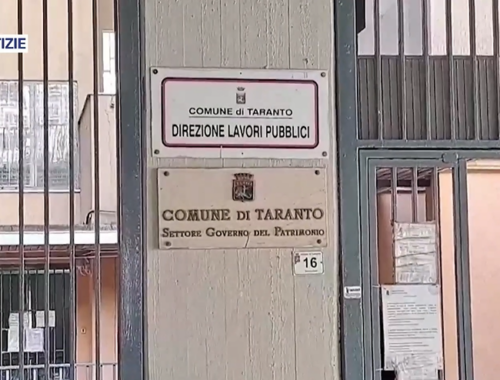 TIZIE
COMUNE di TARANTO
DIREZIONE LAVORI PUBBLICI
COMUNE DI TARANTO
SETTORE GOVERNO DEL PATRIMONIO
16